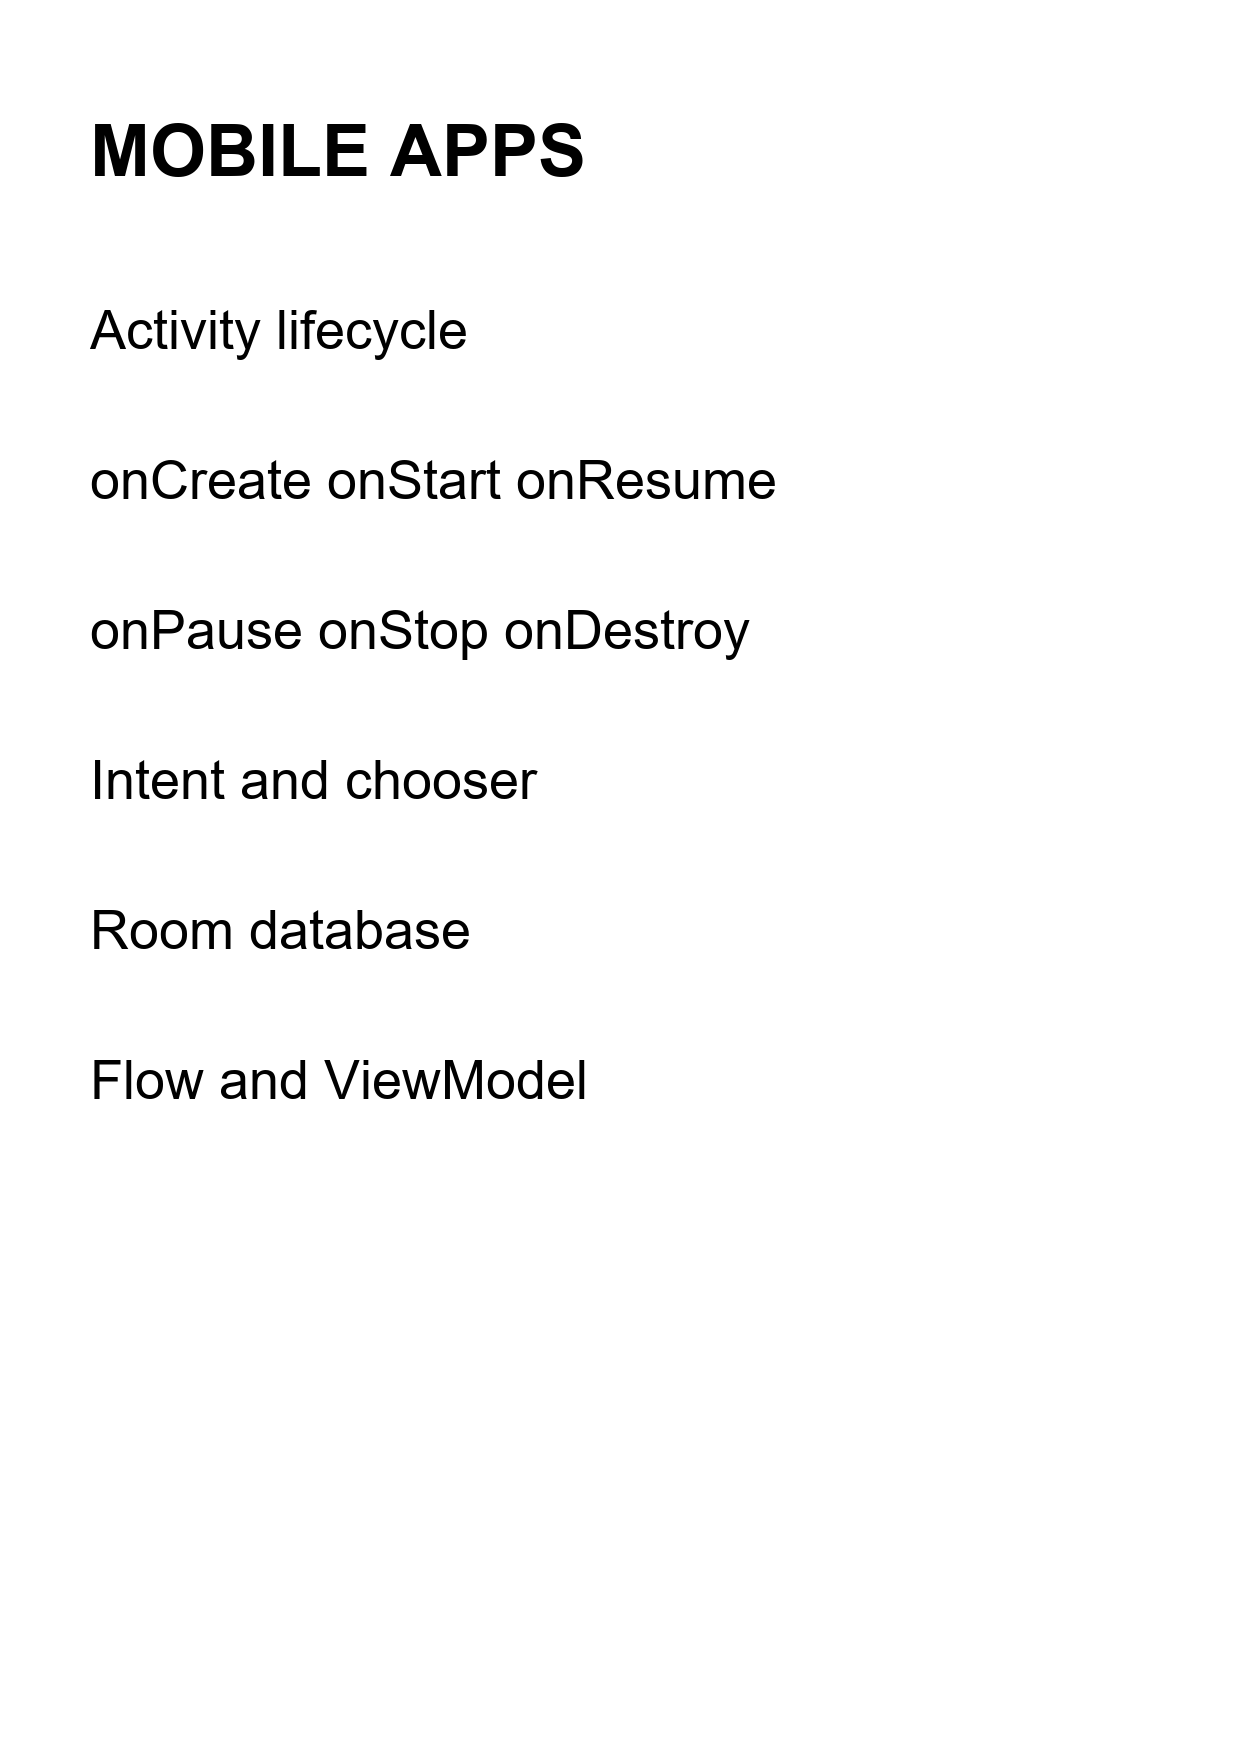 MOBILE APPS
Activity lifecycle
onCreate onStart onResume
onPause onStop onDestroy
Intent and chooser
Room database
Flow and ViewModel